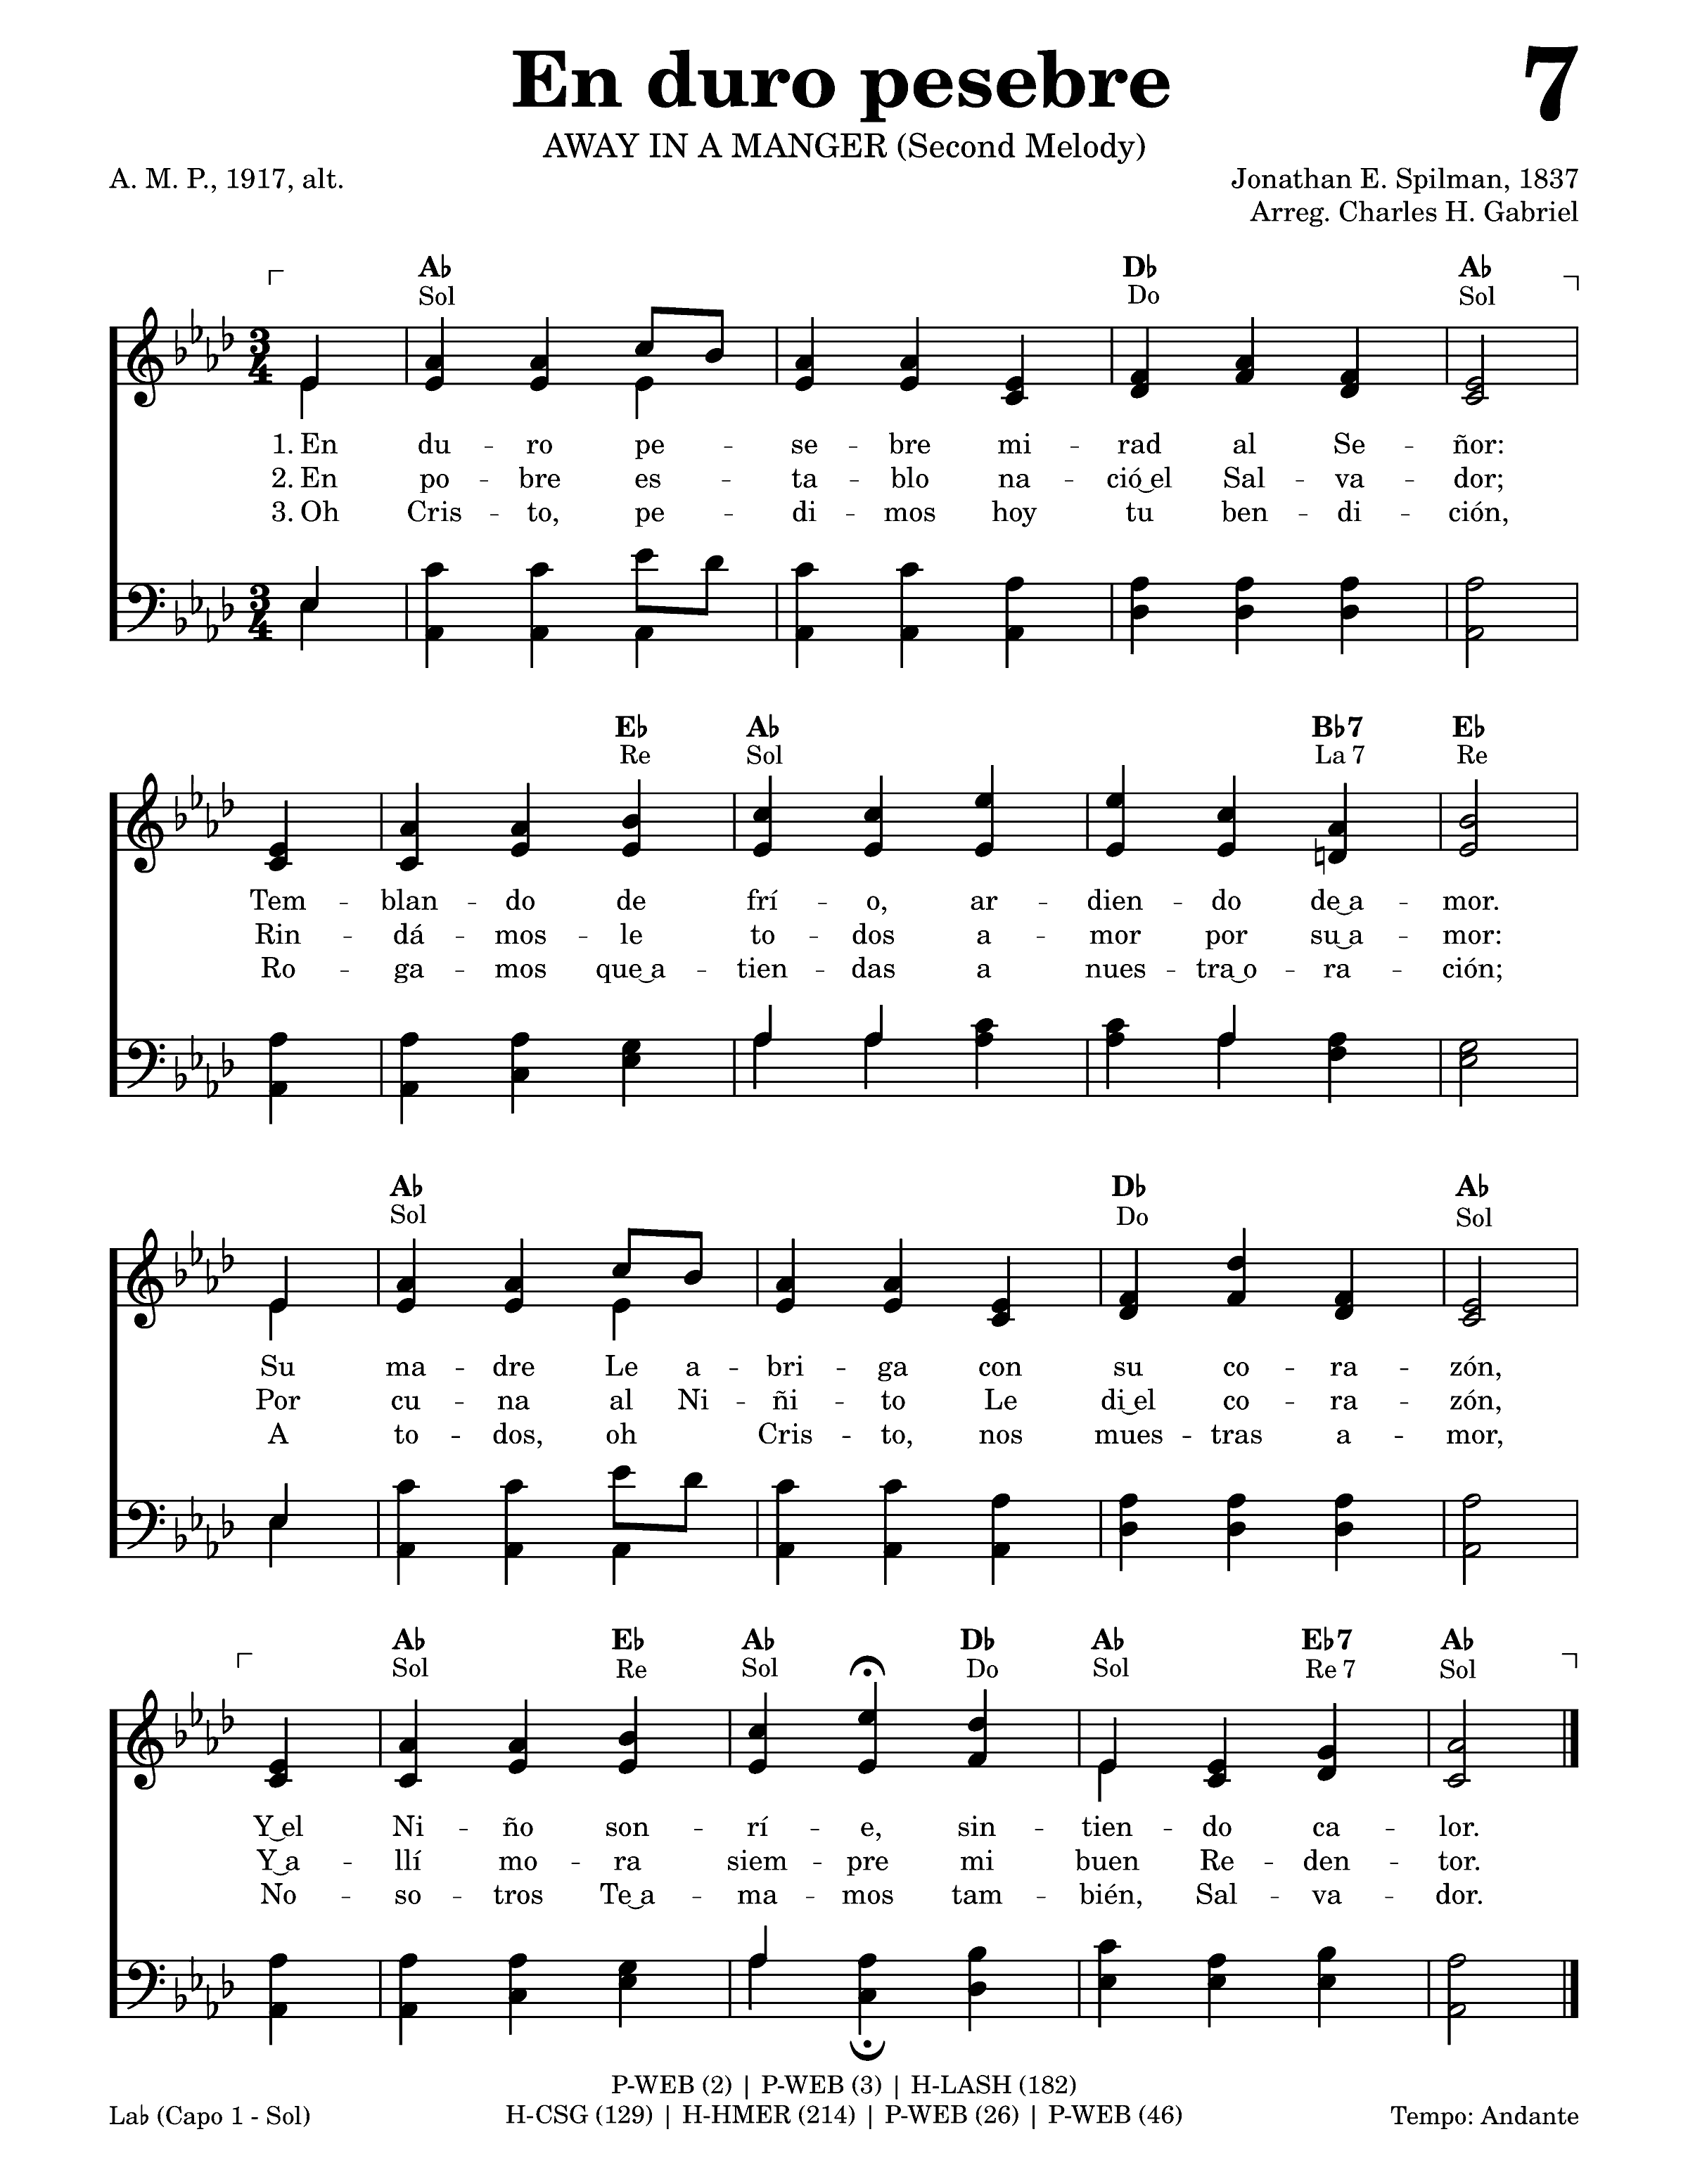 En duro pesebre
7
AWAY IN A MANGER (Second Melody)
A. M. P., 1917, alt.
Jonathan E. Spilman, 1837
Arreg. Charles H. Gabriel
A♭ D♭ A♭
Sol Do Sol
3
4
1. En du - ro pe - se - bre mi - rad al Se - ñor:
2. En po - bre es - ta - blo na - ció‿el Sal - va - dor;
3. Oh Cris - to, pe - di - mos hoy tu ben - di - ción,
3
4
E♭ A♭ B♭7 E♭
Re Sol La 7 Re
Tem - blan - do de frí - o, ar - dien - do de‿a - mor.
Rin - dá - mos - le to - dos a - mor por su‿a - mor:
Ro - ga - mos que‿a - tien - das a nues - tra‿o - ra - ción;
A♭ D♭ A♭
Sol Do Sol
Su ma - dre Le a - bri - ga con su co - ra - zón,
Por cu - na al Ni - ñi - to Le di‿el co - ra - zón,
A to - dos, oh Cris - to, nos mues - tras a - mor,
A♭ E♭ A♭ D♭ A♭ E♭7 A♭
Sol Re Sol Do Sol Re 7 Sol
Y‿el Ni - ño son - rí - e, sin - tien - do ca - lor.
Y‿a - llí mo - ra siem - pre mi buen Re - den - tor.
No - so - tros Te‿a - ma - mos tam - bién, Sal - va - dor.
P-WEB (2) | P-WEB (3) | H-LASH (182)
La♭ (Capo 1 - Sol)
H-CSG (129) | H-HMER (214) | P-WEB (26) | P-WEB (46)
Tempo: Andante